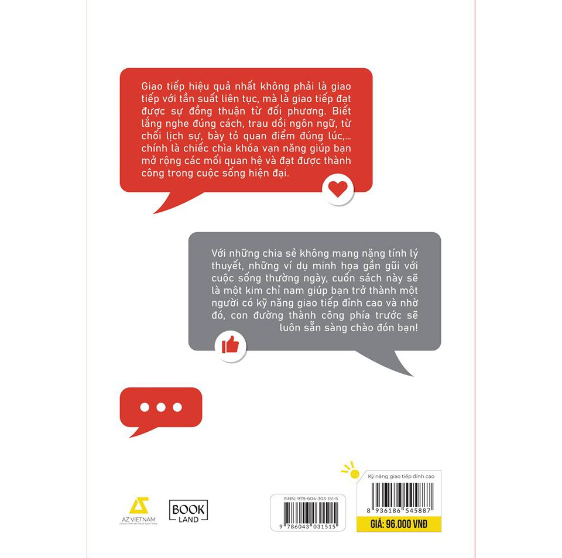 Giao tiếp hiệu quả nhất không phải là giao
tiếp với tần suất liên tục, mà là giao tiếp đạt
được sự đồng thuận từ đối phương. Biết
lắng nghe đúng cách, trau dồi ngôn ngữ, từ
chối lịch sự, bày tỏ quan điểm đúng lúc,...
chính là chiếc chìa khóa vạn năng giúp bạn
mở rộng các mối quan hệ và đạt được thành
công trong cuộc sống hiện đại.
Với những chia sẻ không mang nặng tính lý
thuyết, những ví dụ minh họa gần gũi với
cuộc sống thường ngày, cuốn sách này sẽ
là một kim chỉ nam giúp bạn trở thành một
người có kỹ năng giao tiếp đỉnh cao và nhờ
đó, con đường thành công phía trước sẽ
luôn sẵn sàng chào đón bạn!
AZ VIETNAM
BOOK
LAND
ISBN: 978-604-303-151-5
9 786043 031515
Kỹ năng giao tiếp đỉnh cao
8 936186 545887
GIÁ: 96.000 VNĐ